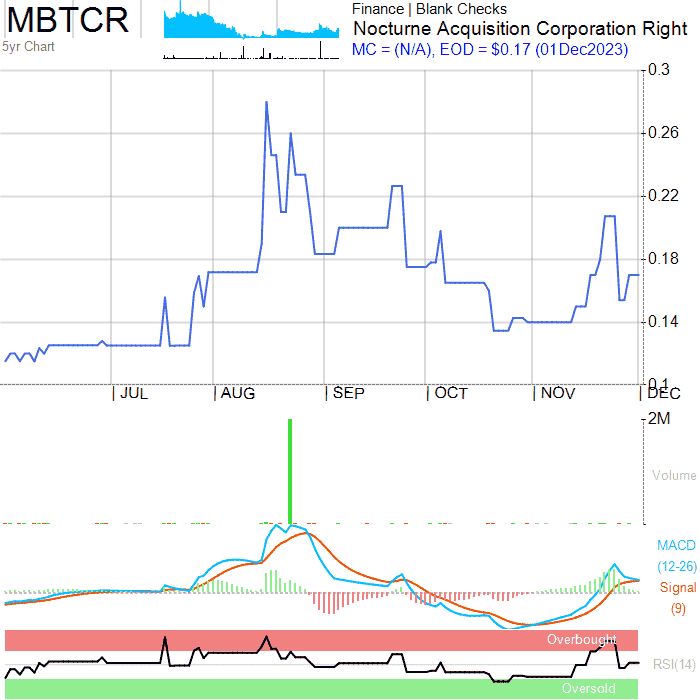 MBTCR
5yr Chart
Finance | Blank Checks
Nocturne Acquisition Corporation Right
MC = (N/A), EOD = $0.17 (01Dec2023)
0.3
0.26
0.22
0.18
0.14
0.1
| JUL | AUG | SEP | OCT | NOV | DEC
2M
Volume
MACD
(12-26)
Signal
(9)
Overbought
RSI(14)
Oversold